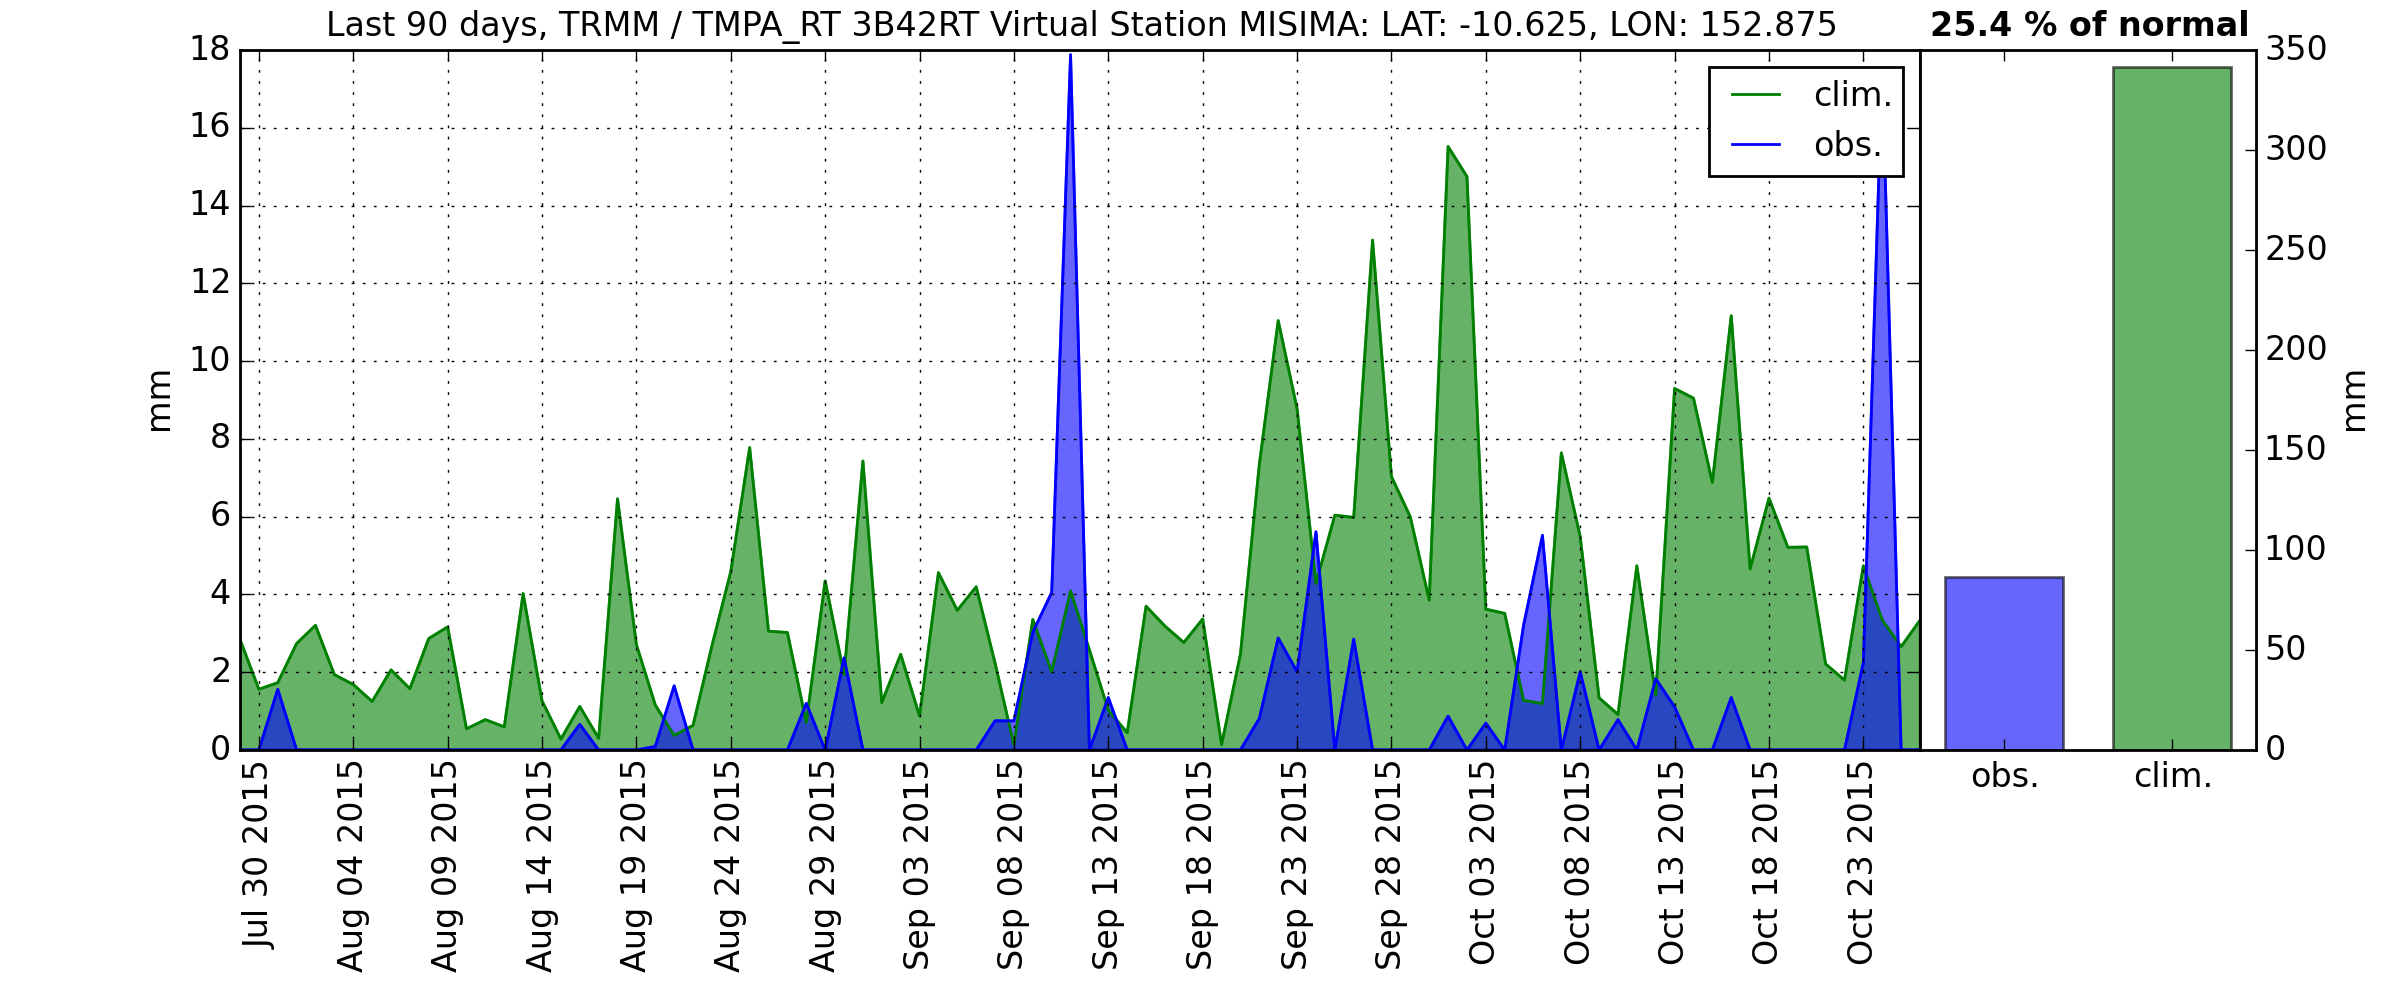 Last 90 days, TRMM / TMPA_RT 3B42RT Virtual Station MISIMA: LAT: -10.625, LON: 152.875
25.4 % of normal
clim.
obs.
18
16
14
12
10
8
6
4
2
0
mm
Jul 30 2015
Aug 04 2015
Aug 09 2015
Aug 14 2015
Aug 19 2015
Aug 24 2015
Aug 29 2015
Sep 03 2015
Sep 08 2015
Sep 13 2015
Sep 18 2015
Sep 23 2015
Sep 28 2015
Oct 03 2015
Oct 08 2015
Oct 13 2015
Oct 18 2015
Oct 23 2015
350
300
250
200
150
100
50
0
mm
obs.
clim.